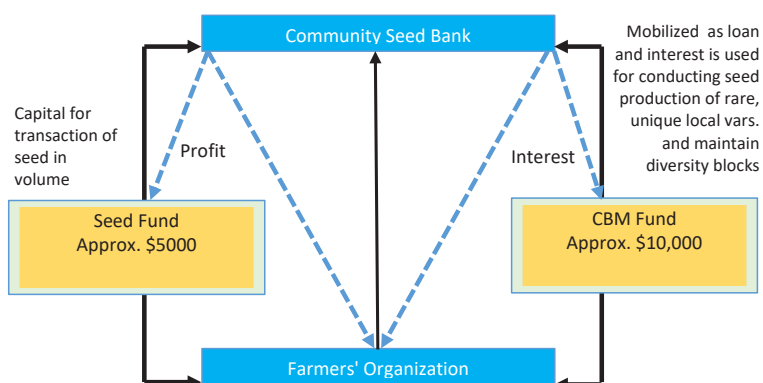 Community Seed Bank
Mobilized as loan
and interest is used
for conducting seed
production of rare,
unique local vars.
and maintain
diversity blocks
Capital for
transaction of
seed in
volume
Profit
Interest
Seed Fund
Approx. $5000
CBM Fund
Approx. $10,000
Farmers' Organization